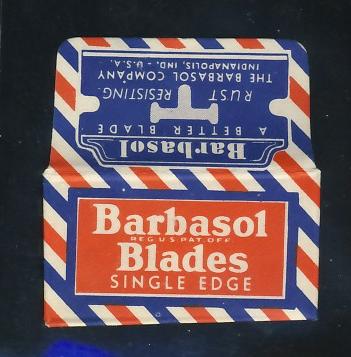 Barbasol
A BETTER BLADE
RUST RESISTING
THE BARBASOL COMPANY
INDIANAPOLIS, IND. - U.S.A.
Barbasol
REG U S PAT. OFF
Blades
SINGLE EDGE